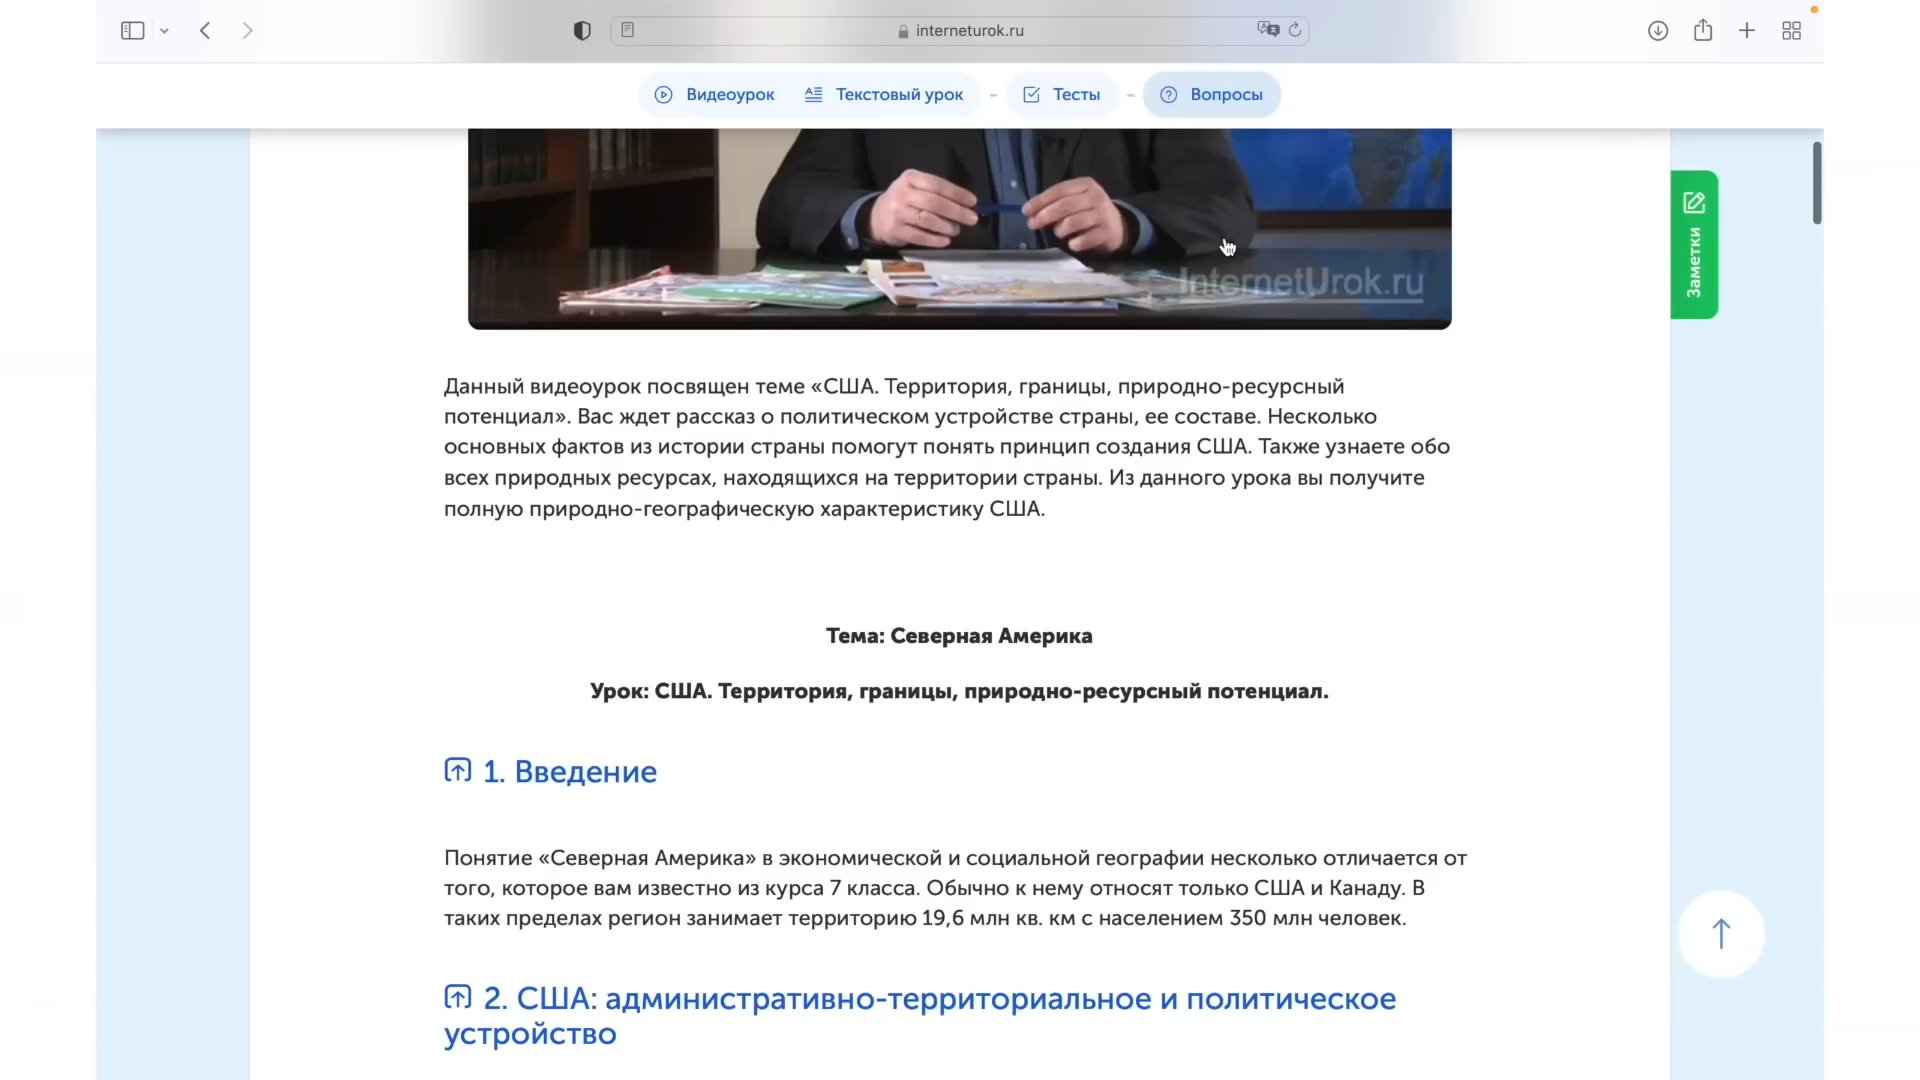 interneturok.ru
Видеоурок
Текстовый урок
Тесты
Вопросы
InternetUrok.ru
Заметки
Данный видеоурок посвящен теме «США. Территория, границы, природно-ресурсный
потенциал». Вас ждет рассказ о политическом устройстве страны, ее составе. Несколько
основных фактов из истории страны помогут понять принцип создания США. Также узнаете обо
всех природных ресурсах, находящихся на территории страны. Из данного урока вы получите
полную природно-географическую характеристику США.
Тема: Северная Америка
Урок: США. Территория, границы, природно-ресурсный потенциал.
1. Введение
Понятие «Северная Америка» в экономической и социальной географии несколько отличается от
того, которое вам известно из курса 7 класса. Обычно к нему относят только США и Канаду. В
таких пределах регион занимает территорию 19,6 млн кв. км с населением 350 млн человек.
2. США: административно-территориальное и политическое
устройство